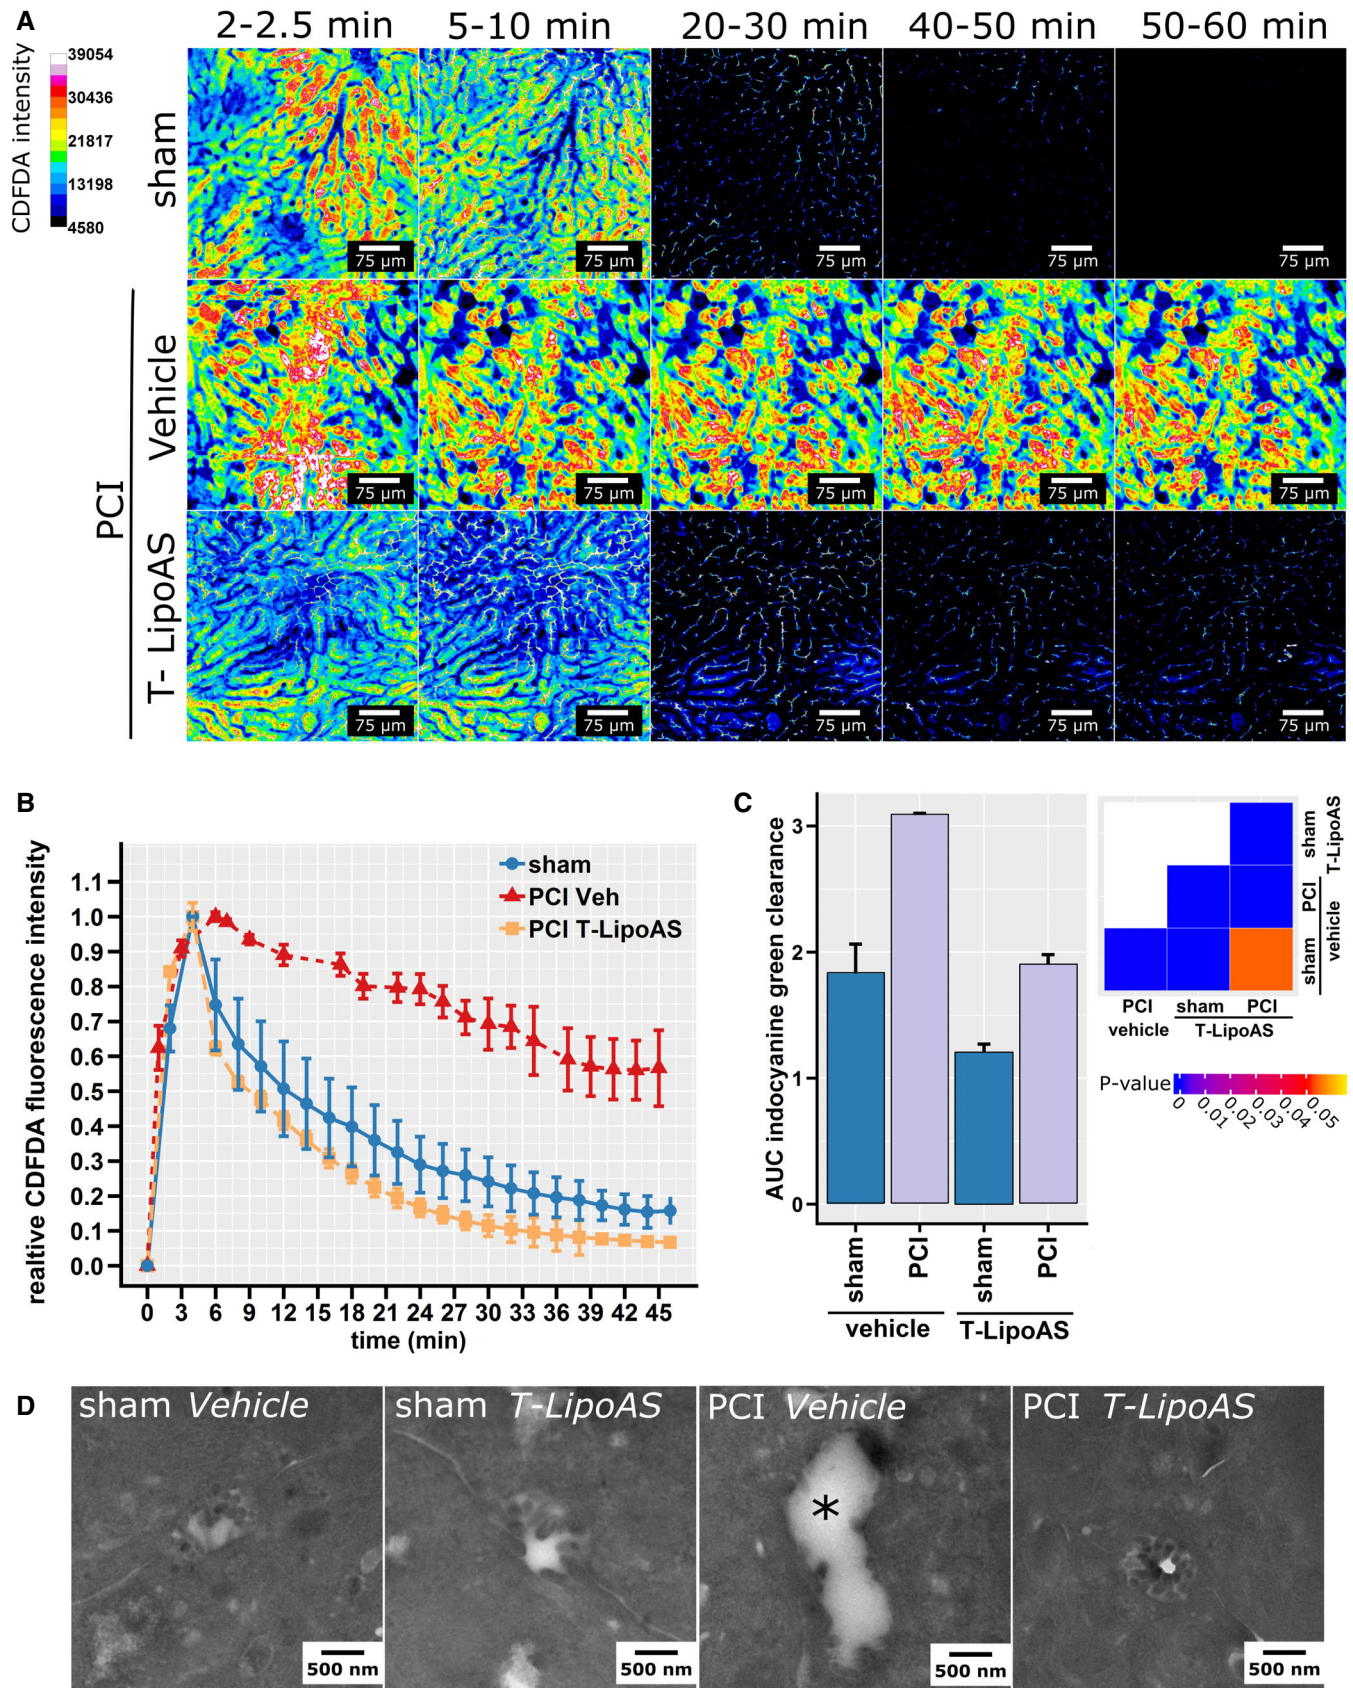 A
2-2.5 min 5-10 min 20-30 min 40-50 min 50-60 min
CDFDA intensity
39054
30436
21817
13198
4580
sham
75 µm 75 µm 75 µm 75 µm 75 µm
PCI
Vehicle
75 µm 75 µm 75 µm 75 µm 75 µm
T- LipoAS
75 µm 75 µm 75 µm 75 µm 75 µm
B
realtive CDFDA fluorescence intensity
1.1
1.0
0.9
0.8
0.7
0.6
0.5
0.4
0.3
0.2
0.1
0.0
sham
PCI Veh
PCI T-LipoAS
0 3 6 9 12 15 18 21 24 27 30 33 36 39 42 45
time (min)
C
AUC indocyanine green clearance
3
2
1
0
sham PCI sham PCI
vehicle T-LipoAS
sham
T-LipoAS
PCI
sham
vehicle
PCI sham PCI
vehicle T-LipoAS
P-value
0 0.01 0.02 0.03 0.04 0.05
D
sham Vehicle sham T-LipoAS PCI Vehicle PCI T-LipoAS
*
500 nm 500 nm 500 nm 500 nm